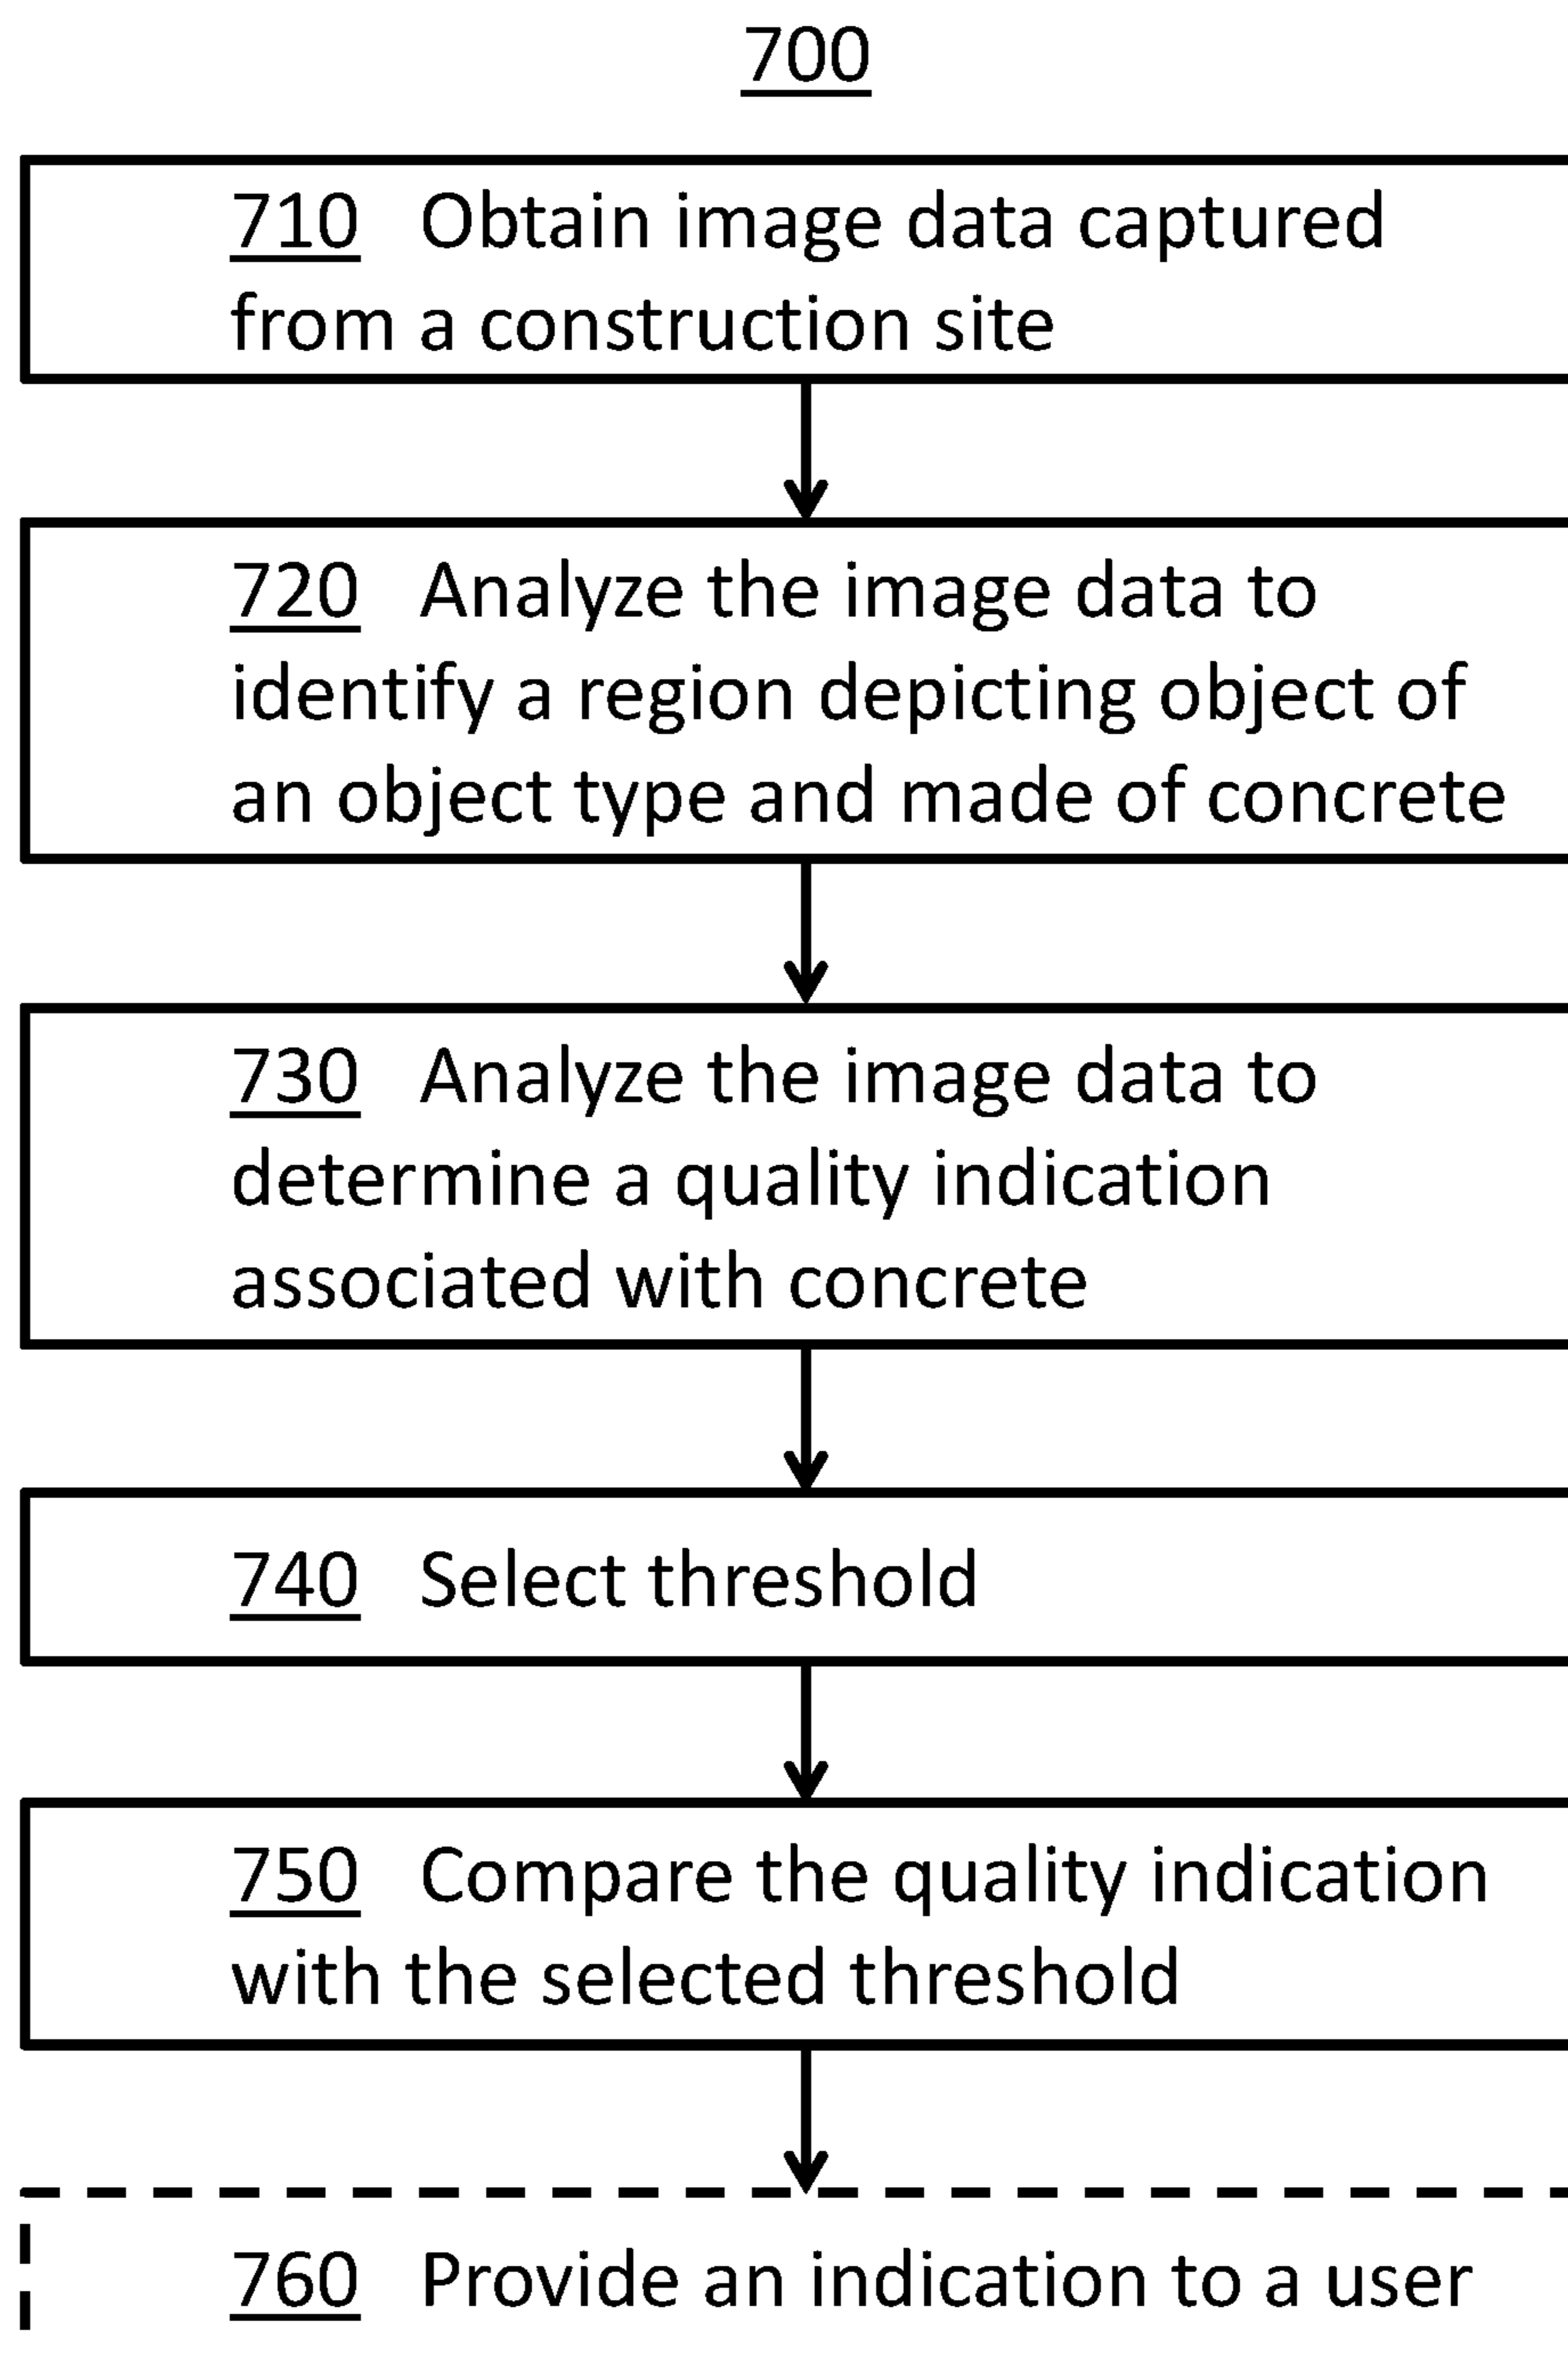 700
710 Obtain image data captured
from a construction site
720 Analyze the image data to
identify a region depicting object of
an object type and made of concrete
730 Analyze the image data to
determine a quality indication
associated with concrete
740 Select threshold
750 Compare the quality indication
with the selected threshold
760 Provide an indication to a user